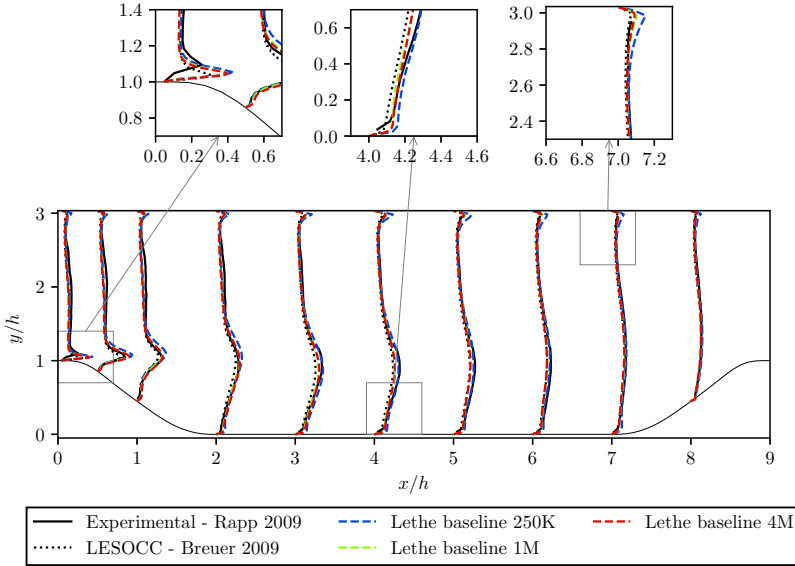 1.4
1.2
1.0
0.8
0.0 0.2 0.4 0.6
0.6
0.4
0.2
0.0
4.0 4.2 4.4 4.6
3.0
2.8
2.6
2.4
6.6 6.8 7.0 7.2
3
2
1
0
y/h
0 1 2 3 4 5 6 7 8 9
x/h
Experimental - Rapp 2009
LESOCC - Breuer 2009
Lethe baseline 250K
Lethe baseline 1M
Lethe baseline 4M